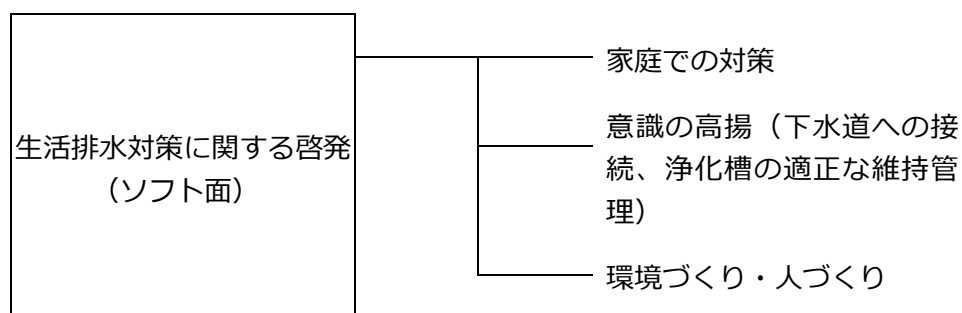 生活排水対策に関する啓発
（ソフト面）
家庭での対策
意識の高揚（下水道への接
続、浄化槽の適正な維持管
理）
環境づくり・人づくり